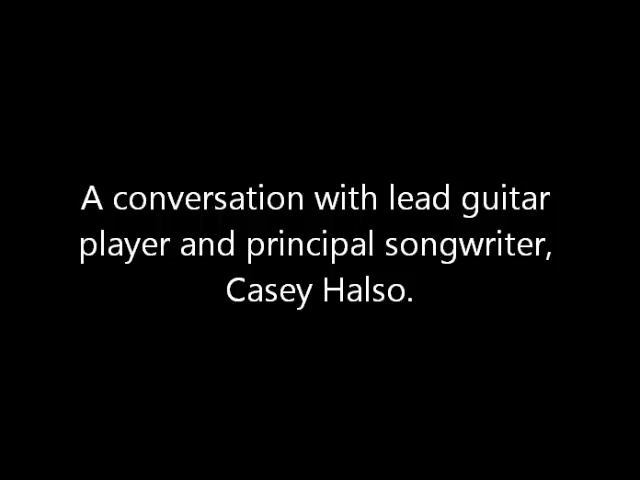 A conversation with lead guitar
player and principal songwriter,
Casey Halso.